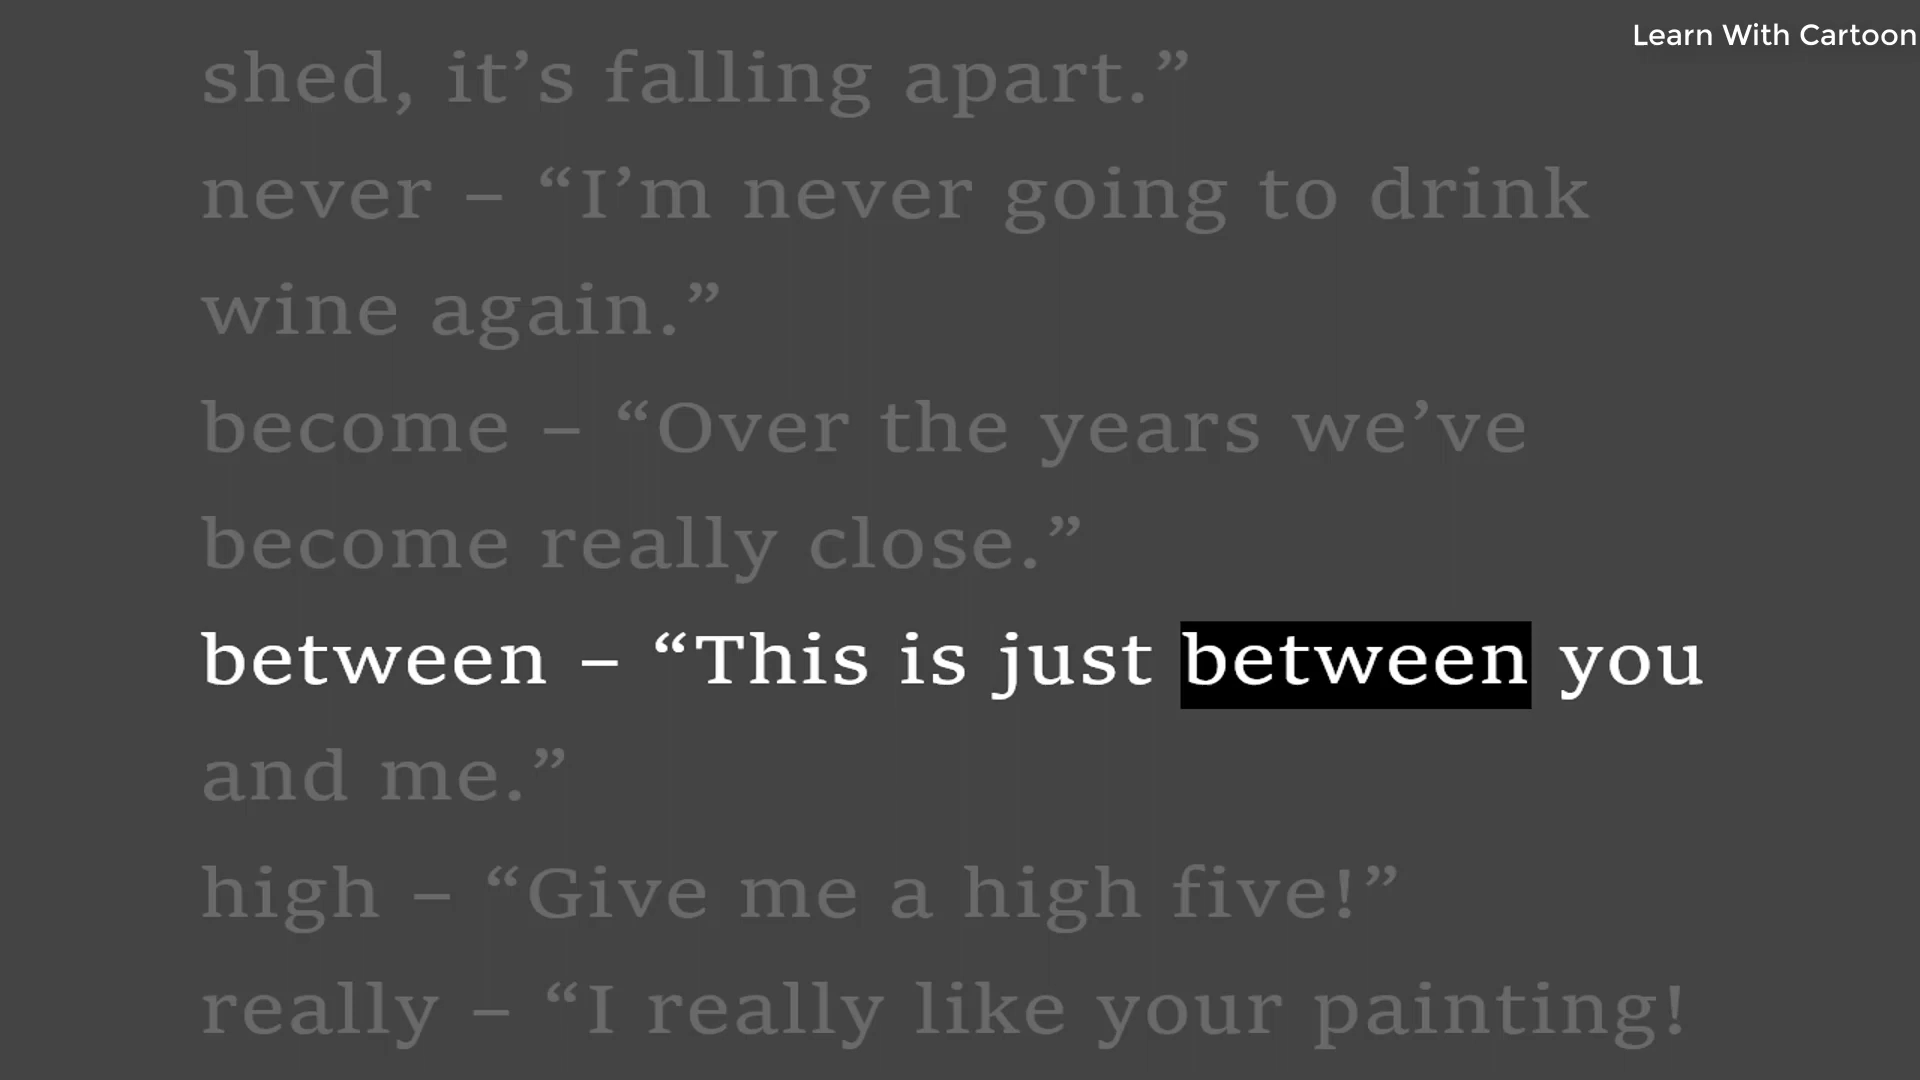 Learn With Cartoon
shed, it’s falling apart.”
never – “I’m never going to drink
wine again.”
become – “Over the years we’ve
become really close.”
between – “This is just between you
and me.”
high – “Give me a high five!”
really – “I really like your painting!